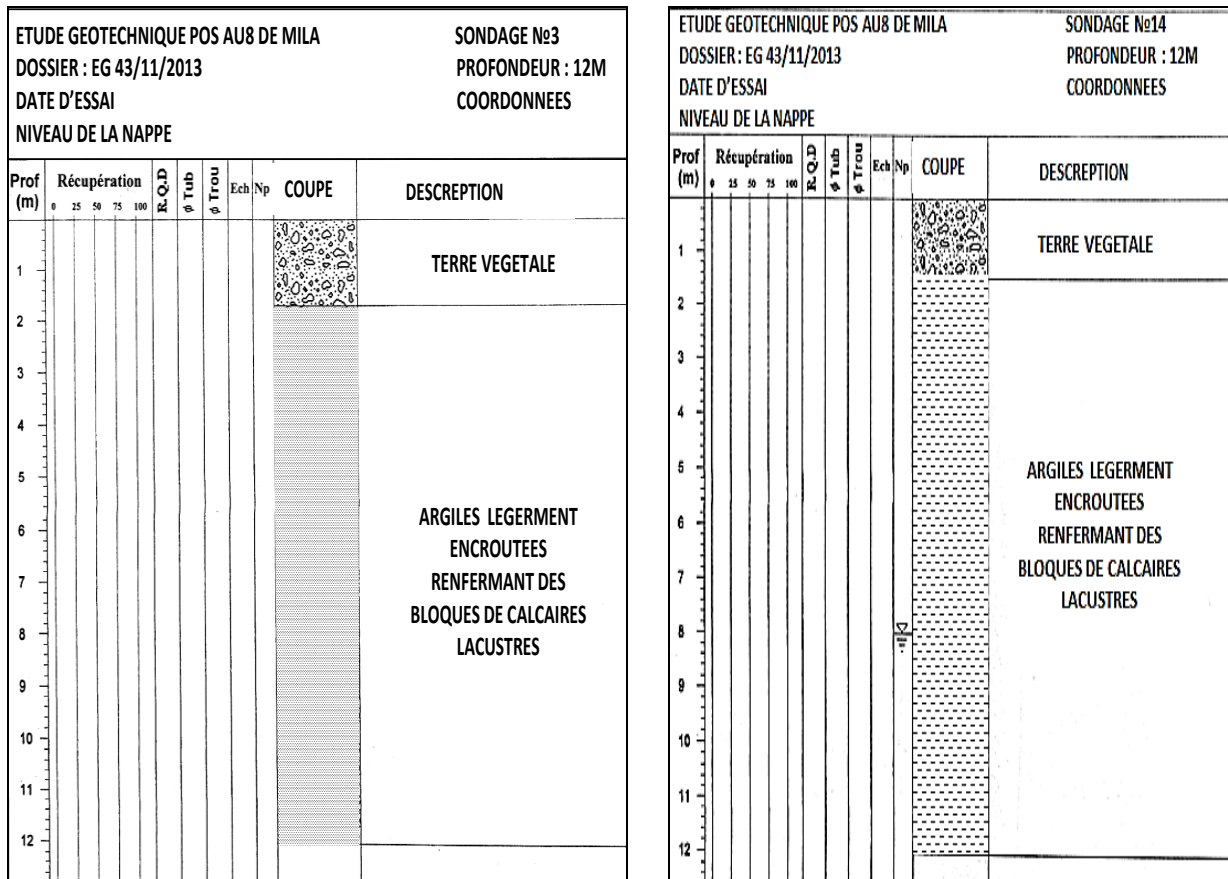 ETUDE GEOTECHNIQUE POS AU8 DE MILA SONDAGE №3
DOSSIER : EG 43/11/2013 PROFONDEUR : 12M
DATE D'ESSAI COORDONNEES
NIVEAU DE LA NAPPE
Prof (m) Récupération R.Q.D ϕ Tub ϕ Trou Ech Np COUPE DESCREPTION
0 25 50 75 100
TERRE VEGETALE
1
2
3
4
5
ARGILES LEGERMENT
6
ENCROUTEES
7
RENFERMANT DES
BLOQUES DE CALCAIRES
8
LACUSTRES
9
10
11
12
ETUDE GEOTECHNIQUE POS AU8 DE MILA SONDAGE №14
DOSSIER : EG 43/11/2013 PROFONDEUR : 12M
DATE D'ESSAI COORDONNEES
NIVEAU DE LA NAPPE
Prof (m) Récupération R.Q.D ϕ Tub ϕ Trou Ech Np COUPE DESCREPTION
0 25 50 75 100
1
TERRE VEGETALE
2
3
4
5
ARGILES LEGERMENT
ENCROUTEES
6
RENFERMANT DES
7
BLOQUES DE CALCAIRES
LACUSTRES
8
9
10
11
12